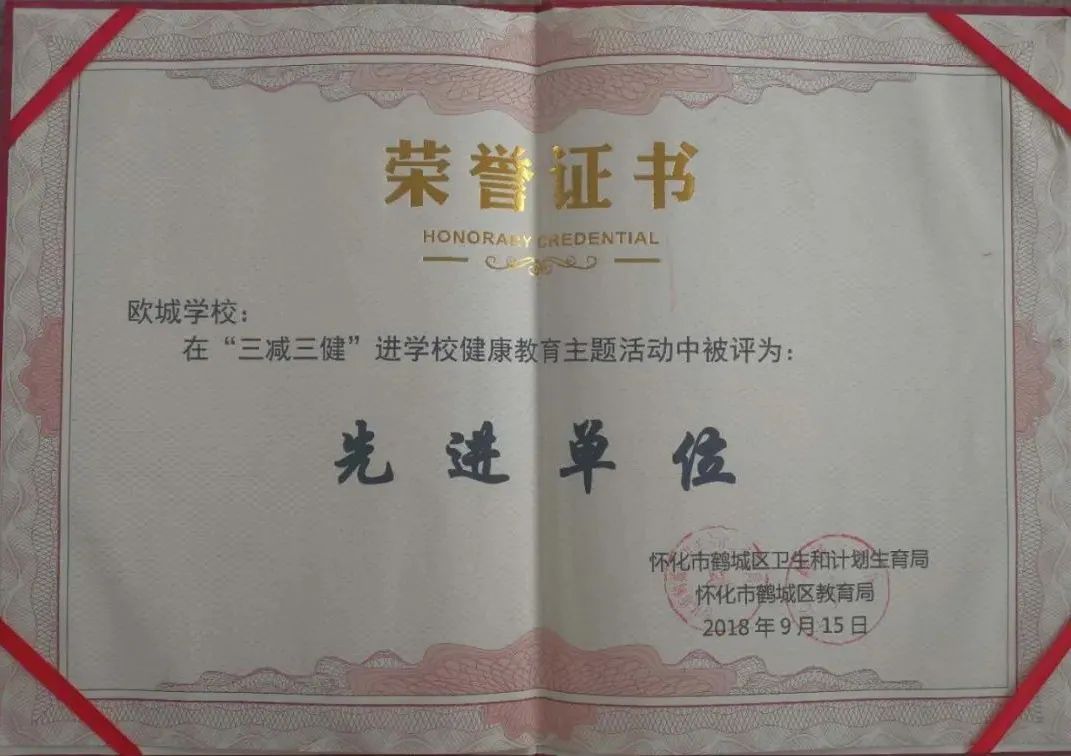 荣誉证书
HONORARY CREDENTIAL
欧城学校：
在“三减三健”进学校健康教育主题活动中被评为：
先进单位
怀化市鹤城区卫生和计划生育局
怀化市鹤城区教育局
2018年9月15日